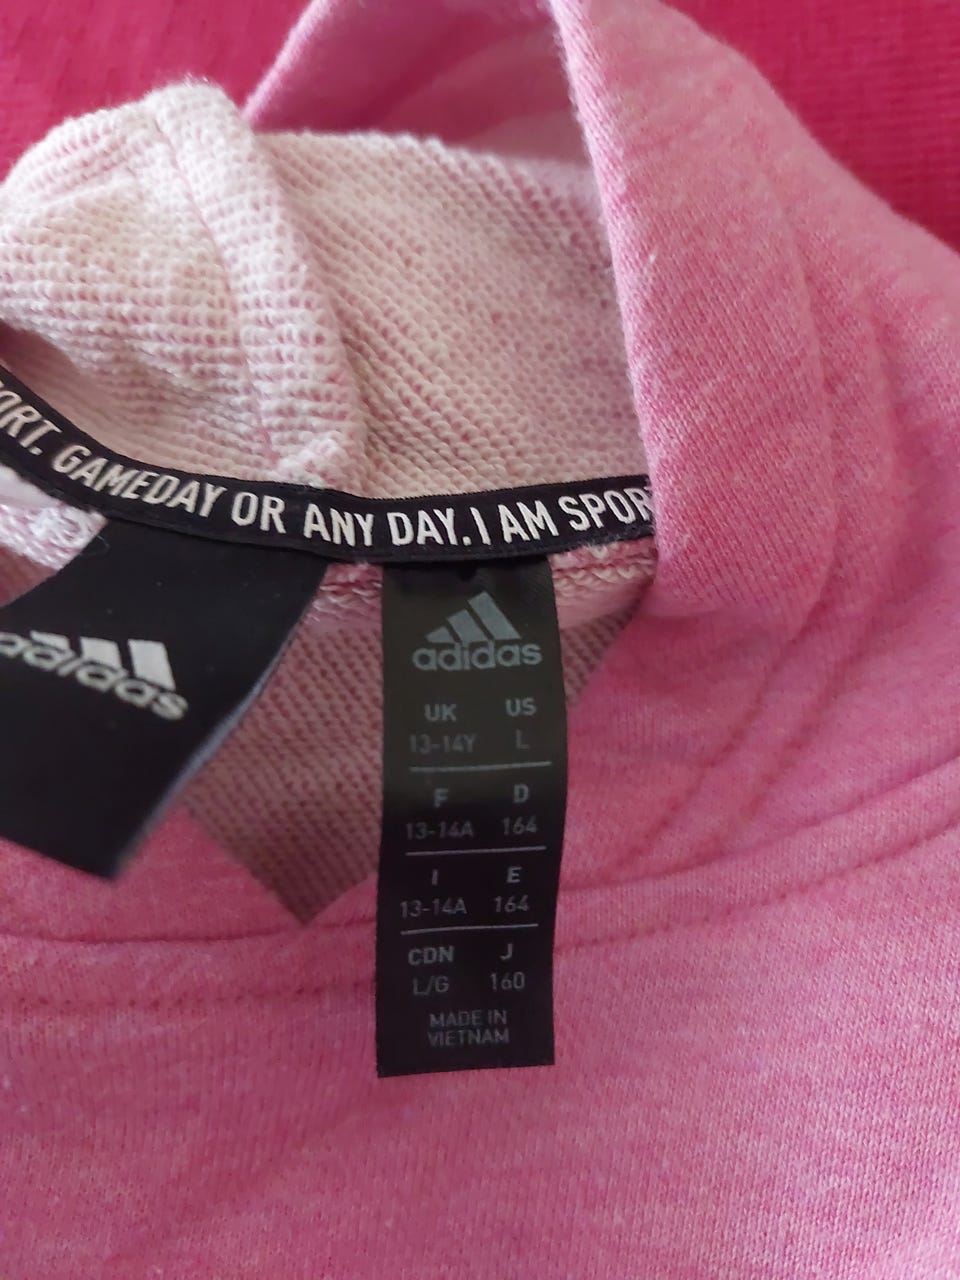 ORT. GAMEDAY OR ANY DAY. I AM SPOR
adidas
adidas
UK US
13-14Y L
F D
13-14A 164
I E
13-14A 164
CDN J
L/G 160
MADE IN
VIETNAM